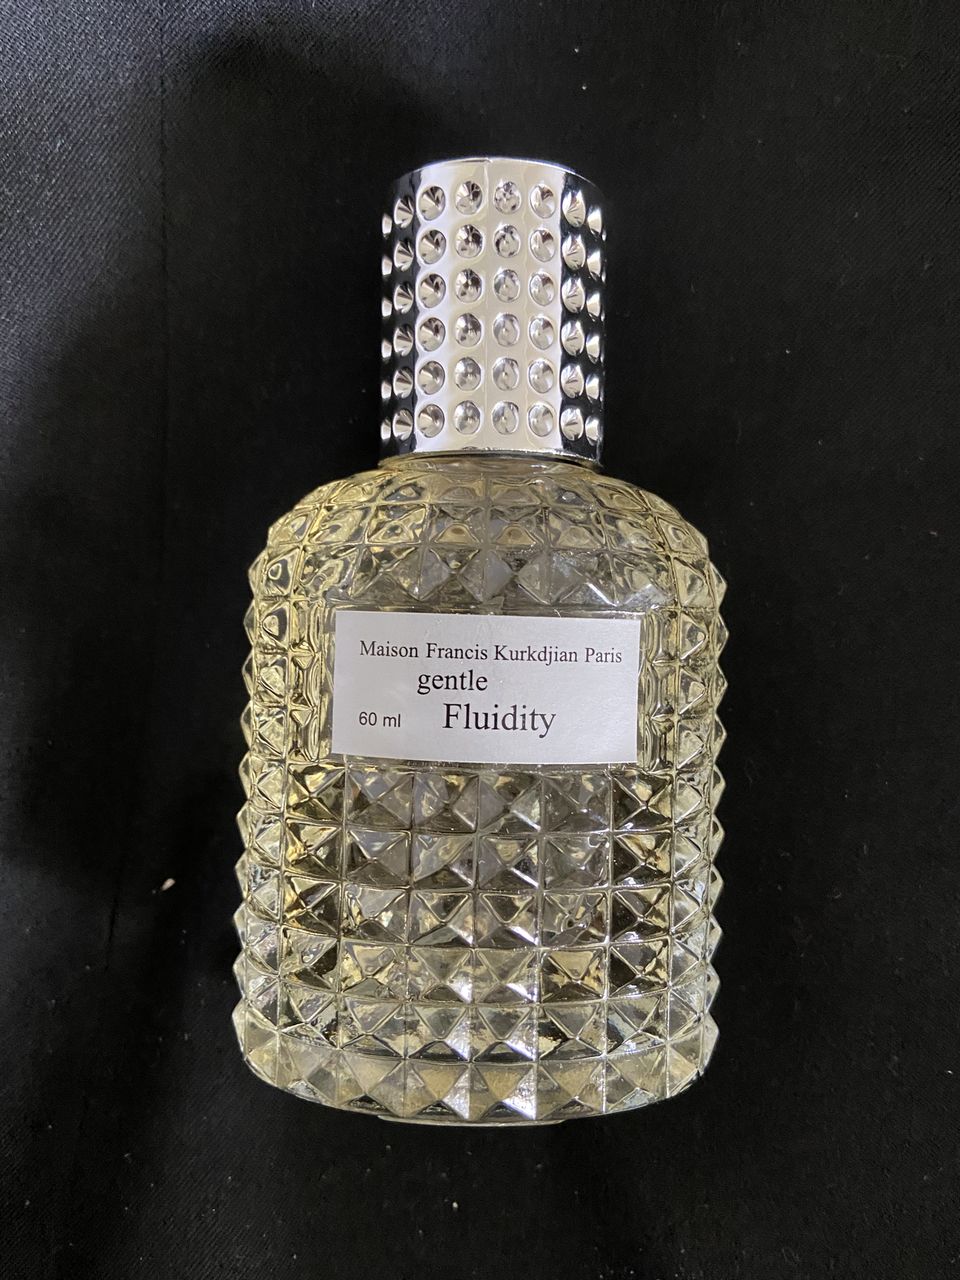 Maison Francis Kurkdjian Paris
gentle
60 ml Fluidity